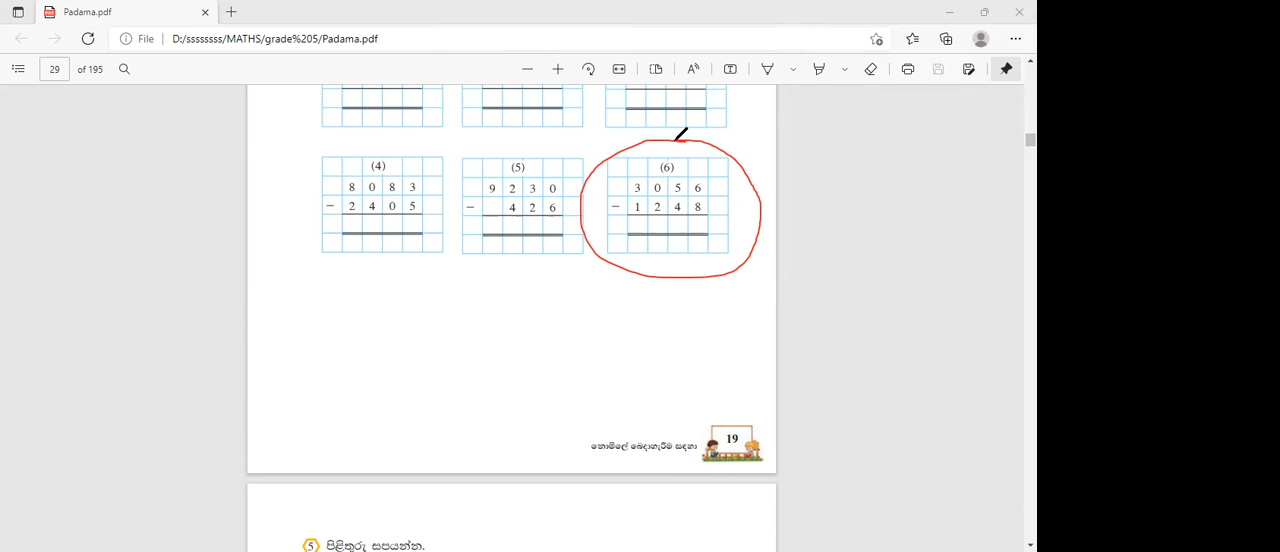 Padama.pdf
File D:/ssssssss/MATHS/grade%205/Padama.pdf
29 of 195
(4) (5) (6)
8 0 8 3 9 2 3 0 3 0 5 6
- 2 4 0 5 - 4 2 6 - 1 2 4 8
නොමිලේ බෙදාහැරීම සඳහා 19
5 පිළිතුරු සපයන්න.